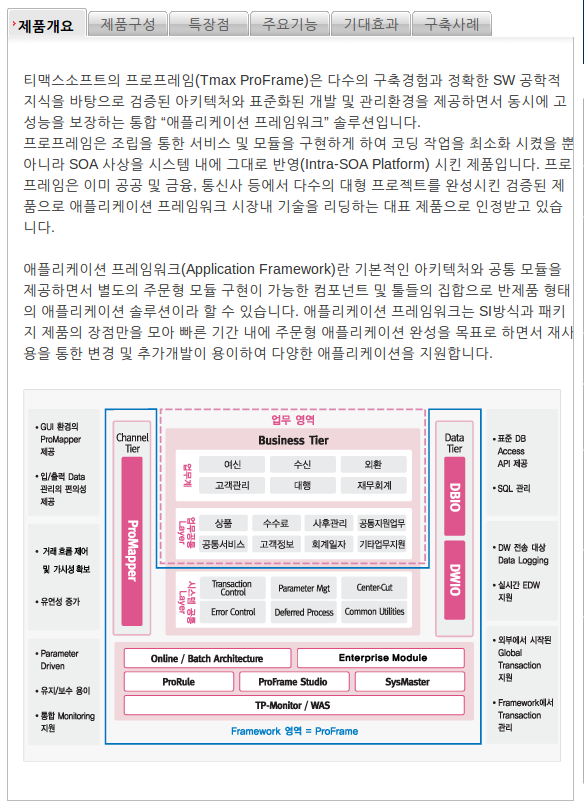 제품개요 제품구성 특장점 주요기능 기대효과 구축사례
티맥스소프트의 프로프레임(Tmax ProFrame)은 다수의 구축경험과 정확한 SW 공학적
지식을 바탕으로 검증된 아키텍처와 표준화된 개발 및 관리환경을 제공하면서 동시에 고
성능을 보장하는 통합 “애플리케이션 프레임워크” 솔루션입니다.
프로프레임은 조립을 통한 서비스 및 모듈을 구현하게 하여 코딩 작업을 최소화 시켰을 뿐
아니라 SOA 사상을 시스템 내에 그대로 반영(Intra-SOA Platform) 시킨 제품입니다. 프로
프레임은 이미 공공 및 금융, 통신사 등에서 다수의 대형 프로젝트를 완성시킨 검증된 제
품으로 애플리케이션 프레임워크 시장내 기술을 리딩하는 대표 제품으로 인정받고 있습
니다.
애플리케이션 프레임워크(Application Framework)란 기본적인 아키텍처와 공통 모듈을
제공하면서 별도의 주문형 모듈 구현이 가능한 컴포넌트 및 툴들의 집합으로 반제품 형태
의 애플리케이션 솔루션이라 할 수 있습니다. 애플리케이션 프레임워크는 SI방식과 패키
지 제품의 장점만을 모아 빠른 기간 내에 주문형 애플리케이션 완성을 목표로 하면서 재사
용을 통한 변경 및 추가개발이 용이하여 다양한 애플리케이션을 지원합니다.
• GUI 환경의
ProMapper
제공
• 입/출력 Data
관리의 편의성
제공
• 거래 흐름 제어
및 가시성 확보
• 유연성 증가
• Parameter
Driven
• 유지/보수 용이
• 통합 Monitoring
지원
Channel
Tier
ProMapper
업무 영역
Business Tier
업무계
여신 수신 외환
고객관리 대행 재무회계
업무공통
Layer
상품 수수료 사후관리 공통지원업무
공통서비스 고객정보 회계일자 기타업무지원
시스템 공통
Layer
Transaction
Control
Parameter Mgt
Center-Cut
Error Control
Deferred Process
Common Utilities
Data
Tier
DBIO
DWIO
Online / Batch Architecture
Enterprise Module
ProRule
ProFrame Studio
SysMaster
TP-Monitor / WAS
Framework 영역 = ProFrame
• 표준 DB
Access
API 제공
• SQL 관리
• DW 전송 대상
Data Logging
• 실시간 EDW
지원
• 외부에서 시작된
Global
Transaction
지원
• Framework에서
Transaction
관리